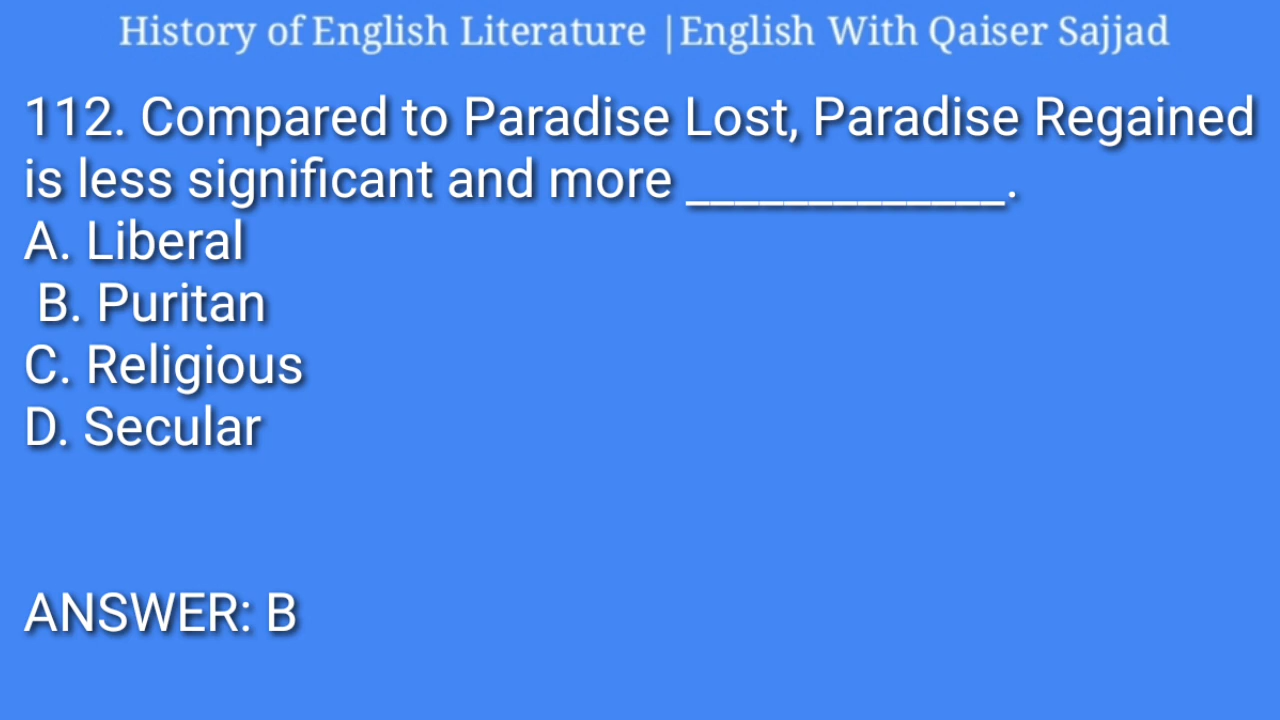 History of English Literature |English With Qaiser Sajjad
112. Compared to Paradise Lost, Paradise Regained
is less significant and more _____________.
A. Liberal
B. Puritan
C. Religious
D. Secular
ANSWER: B